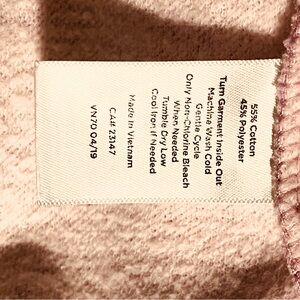 55% Cotton
45% Polyester
Turn Garment Inside Out
Machine Wash Cold
Gentle Cycle
Only Non-Chlorine Bleach
When Needed
Tumble Dry Low
Cool Iron If Needed
Made In Vietnam
CA# 23147
VN70 04/19